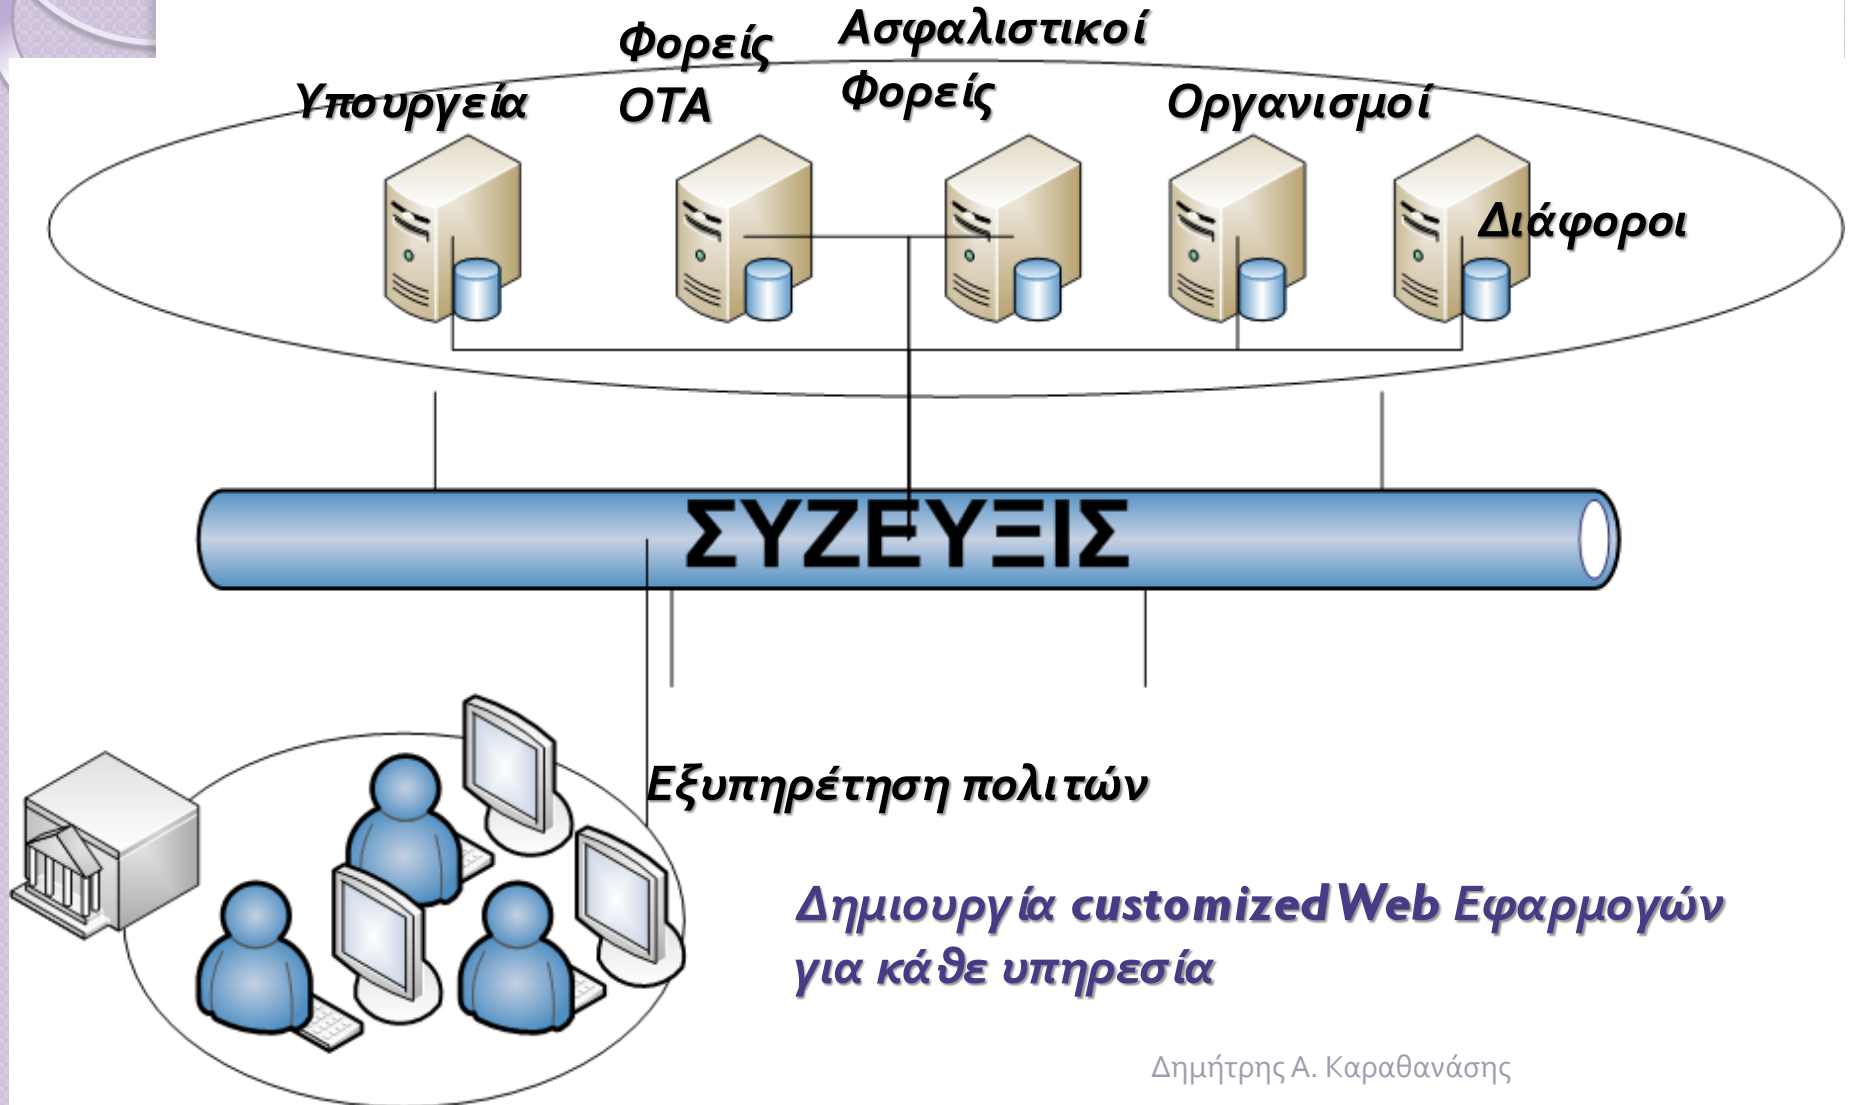 Υπουργεία
Φορείς
ΟΤΑ
Ασφαλιστικοί
Φορείς
Οργανισμοί
Διάφοροι
ΣΥΖΕΥΞΙΣ
Εξυπηρέτηση πολιτών
Δημιουργία customized Web Εφαρμογών
για κάθε υπηρεσία
Δημήτρης Α. Καραθανάσης